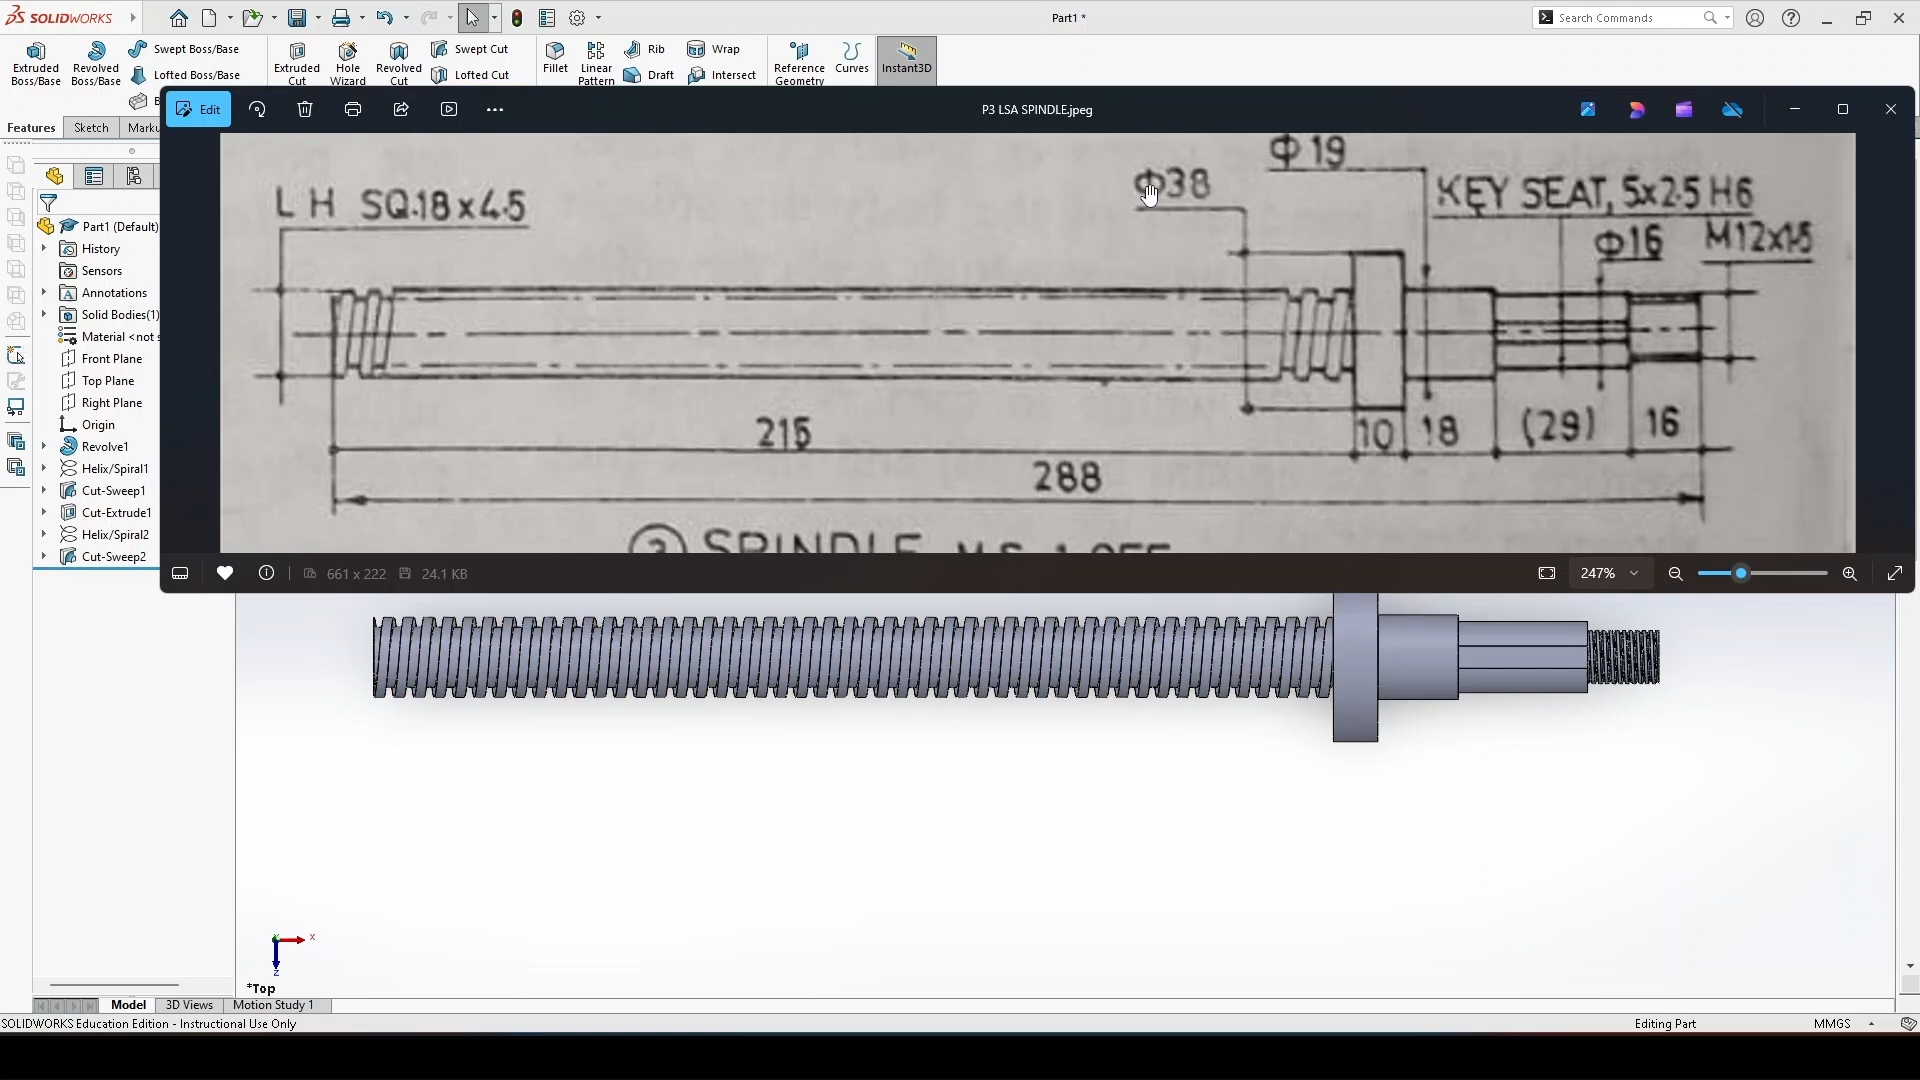 SOLIDWORKS
Part1 *
Search Commands
Extruded Boss/Base
Revolved Boss/Base
Swept Boss/Base
Lofted Boss/Base
B
Extruded Cut
Hole Wizard
Revolved Cut
Swept Cut
Lofted Cut
Fillet
Linear Pattern
Rib
Draft
Wrap
Intersect
Reference Geometry
Curves
Instant3D
Features
Sketch
Marku
Edit
P3 LSA SPINDLE.jpeg
LH SQ.18x4.5
Φ38
Φ19
KEY SEAT, 5x2.5 H6
Φ16
M12x1.5
215
10
18
(29)
16
288
SPINDLE
661 x 222
24.1 KB
247%
Part1 (Default)
History
Sensors
Annotations
Solid Bodies(1)
Material <not s
Front Plane
Top Plane
Right Plane
Origin
Revolve1
Helix/Spiral1
Cut-Sweep1
Cut-Extrude1
Helix/Spiral2
Cut-Sweep2
x
z
*Top
Model
3D Views
Motion Study 1
SOLIDWORKS Education Edition - Instructional Use Only
Editing Part
MMGS